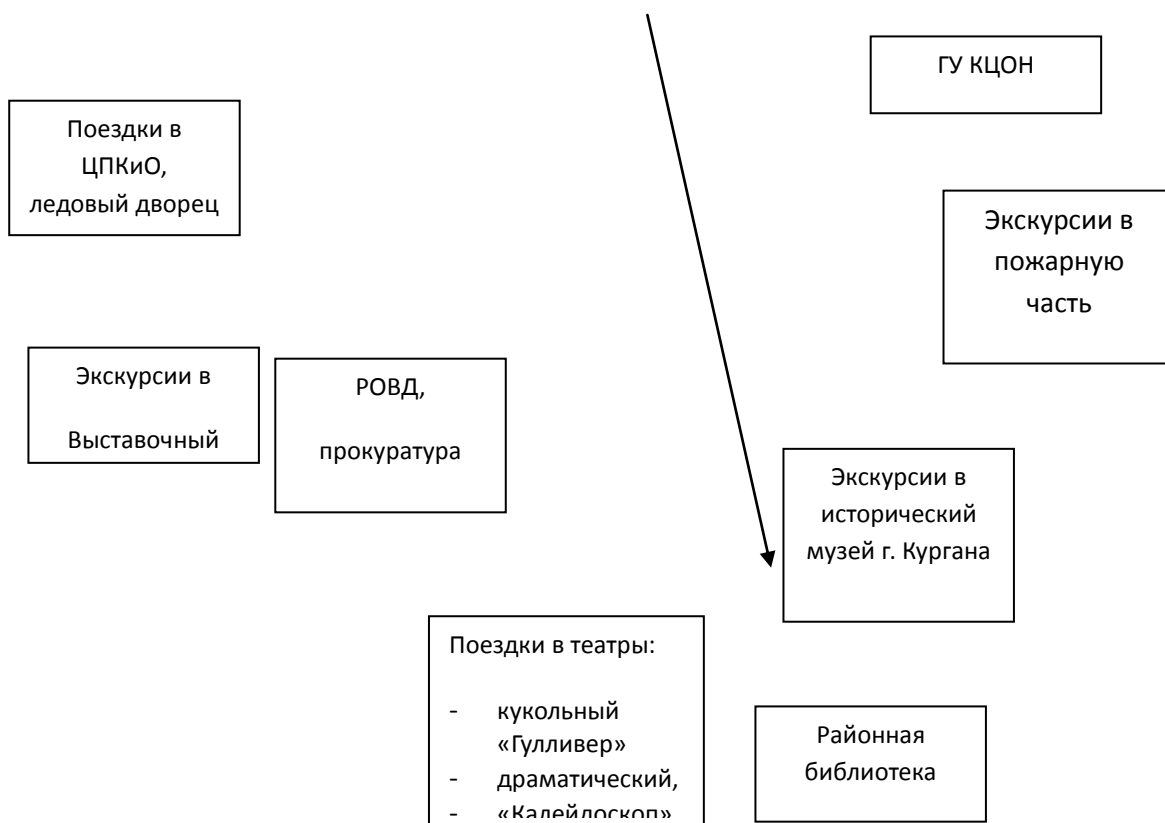 ГУ КЦОН
Поездки в
ЦПКиО,
ледовый дворец
Экскурсии в
пожарную
часть
Экскурсии в
Выставочный
РОВД,
прокуратура
Экскурсии в
исторический
музей г. Кургана
Поездки в театры:
- кукольный
«Гулливер»
- драматический,
- «Калейдоскоп»
Районная
библиотека